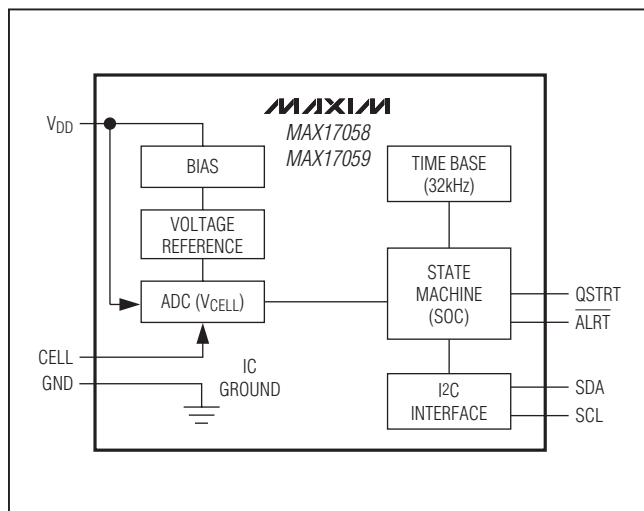 MAXIM
MAX17058
MAX17059
VDD
BIAS
TIME BASE
(32kHz)
VOLTAGE
REFERENCE
ADC (VCELL)
STATE
MACHINE
(SOC)
QSTRT
ALRT
CELL
GND
IC
GROUND
I2C
INTERFACE
SDA
SCL